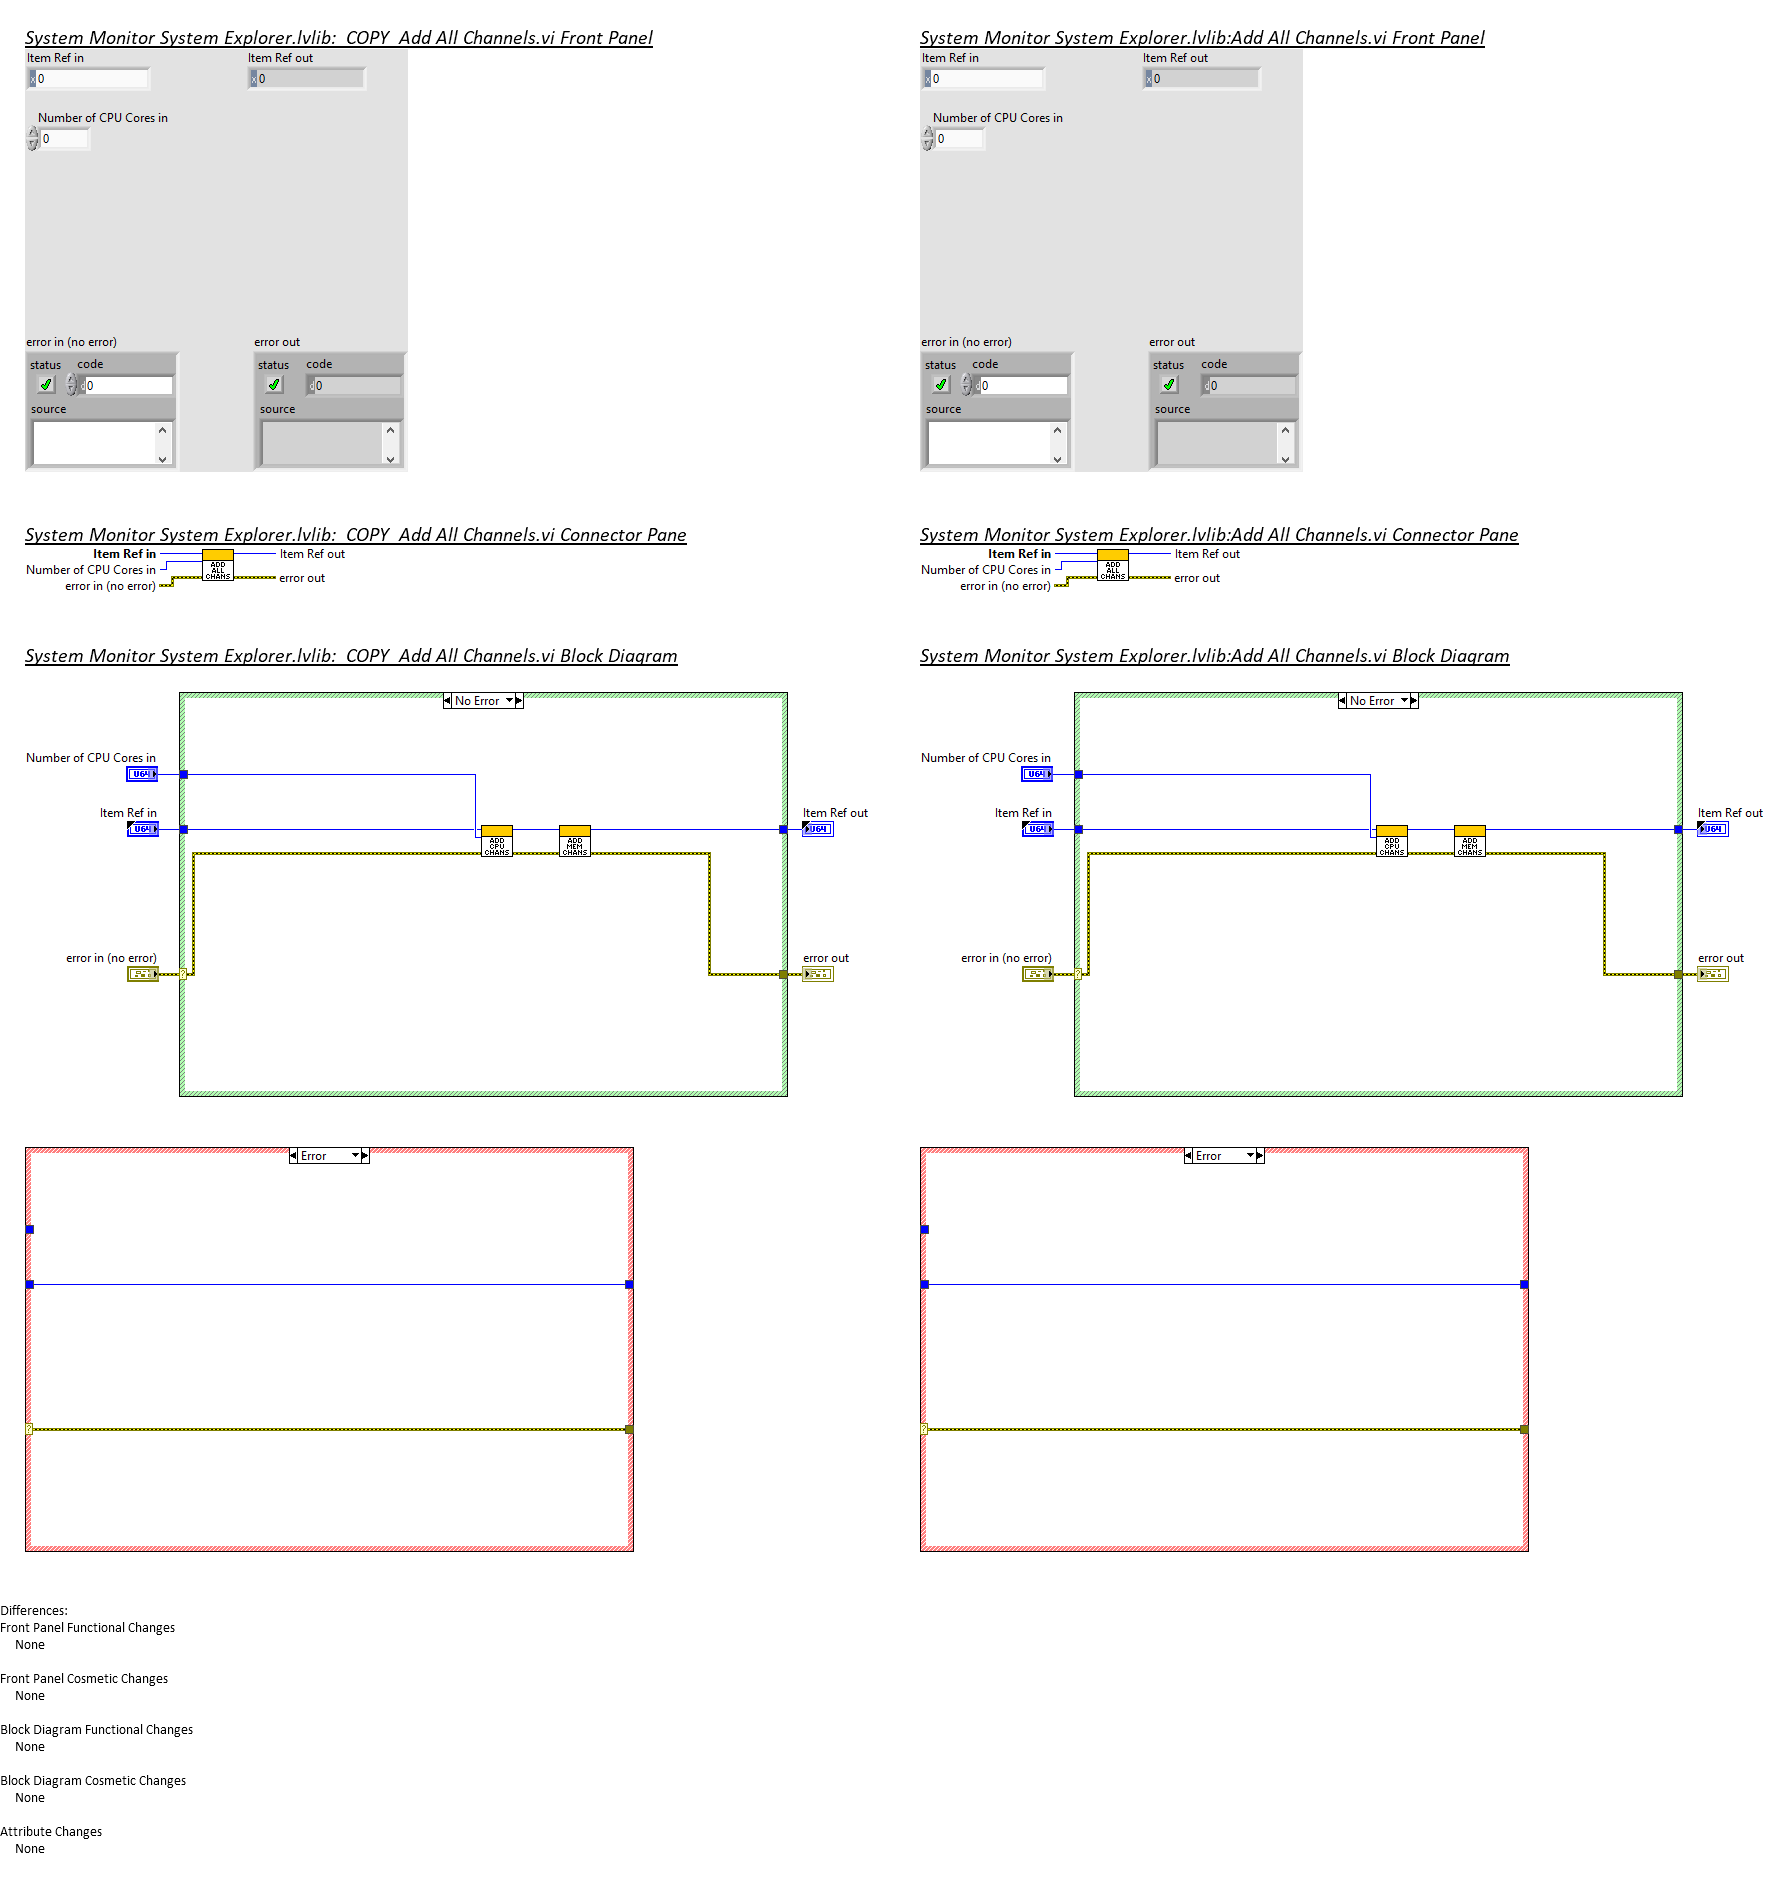 System Monitor System Explorer.lvlib:  COPY  Add All Channels.vi Front Panel
Item Ref in
Item Ref out
x 0
x 0
Number of CPU Cores in
0
error in (no error)
error out
status code
status code
d 0
d 0
source
source
System Monitor System Explorer.lvlib:Add All Channels.vi Front Panel
Item Ref in
Item Ref out
x 0
x 0
Number of CPU Cores in
0
error in (no error)
error out
status code
status code
d 0
d 0
source
source
System Monitor System Explorer.lvlib:  COPY  Add All Channels.vi Connector Pane
Item Ref in
Item Ref out
Number of CPU Cores in
error in (no error)
error out
ADD
ALL
CHANS
System Monitor System Explorer.lvlib:Add All Channels.vi Connector Pane
Item Ref in
Item Ref out
Number of CPU Cores in
error in (no error)
error out
ADD
ALL
CHANS
System Monitor System Explorer.lvlib:  COPY  Add All Channels.vi Block Diagram
No Error
Number of CPU Cores in
U64
Item Ref in
U64
ADD
CPU
CHANS
ADD
MEM
CHANS
Item Ref out
U64
error in (no error)
?
error out
Error
?
System Monitor System Explorer.lvlib:Add All Channels.vi Block Diagram
No Error
Number of CPU Cores in
U64
Item Ref in
U64
ADD
CPU
CHANS
ADD
MEM
CHANS
Item Ref out
U64
error in (no error)
?
error out
Error
?
Differences:
Front Panel Functional Changes
None
Front Panel Cosmetic Changes
None
Block Diagram Functional Changes
None
Block Diagram Cosmetic Changes
None
Attribute Changes
None